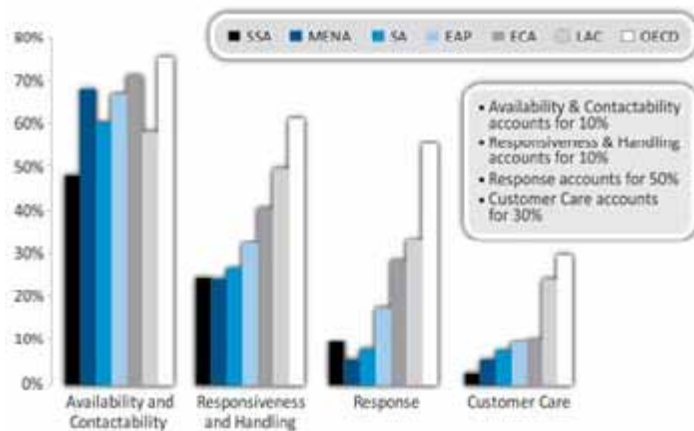 80%
70%
60%
50%
40%
30%
20%
10%
0%
SSA MENA SA EAP ECA LAC OECD
• Availability & Contactability
accounts for 10%
• Responsiveness & Handling
accounts for 10%
• Response accounts for 50%
• Customer Care accounts
for 30%
Availability and
Contactability
Responsiveness
and Handling
Response
Customer Care